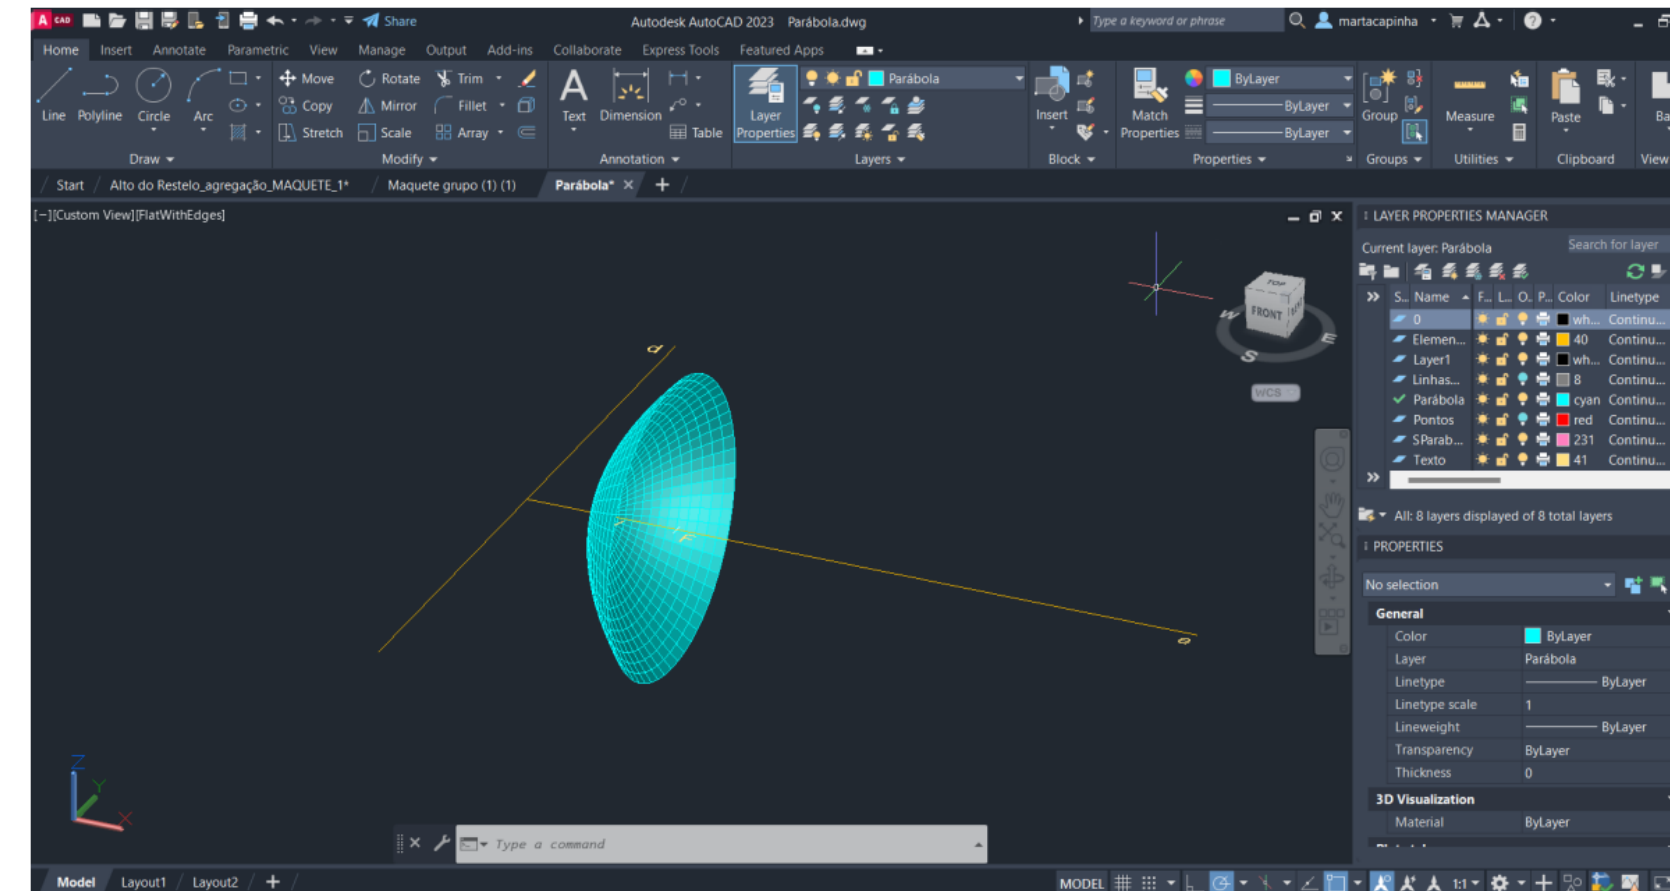 A CAD Share Autodesk AutoCAD 2023 Parábola.dwg Type a keyword or phrase martacapinha
Home Insert Annotate Parametric View Manage Output Add-ins Collaborate Express Tools Featured Apps
Move Rotate Trim Parábola ByLayer
Copy Mirror Fillet ByLayer
Line Polyline Circle Arc Text Dimension Layer Insert Match Group Measure Paste Ba
Stretch Scale Array Table Properties Properties ByLayer
Draw Modify Annotation Layers Block Properties Groups Utilities Clipboard View
Start Alto do Restelo_agregação_MAQUETE_1* Maquete grupo (1) (1) Parábola*
[−][Custom View][FlatWithEdges]
LAYER PROPERTIES MANAGER
Current layer: Parábola Search for layer
S.. Name F... L... O. P... Color Linetype
0 wh... Continu...
Elemen... 40 Continu...
Layer1 wh... Continu...
Linhas... 8 Continu...
Parábola cyan Continu...
Pontos red Continu...
SParab... 231 Continu...
Texto 41 Continu...
All: 8 layers displayed of 8 total layers
TOP
FRONT
W
S
E
WCS
d
F
e
PROPERTIES
No selection
General
Color ByLayer
Layer Parábola
Linetype ByLayer
Linetype scale 1
Lineweight ByLayer
Transparency ByLayer
Thickness 0
3D Visualization
Material ByLayer
Z
Y
X
Type a command
Model Layout1 Layout2 MODEL 1:1